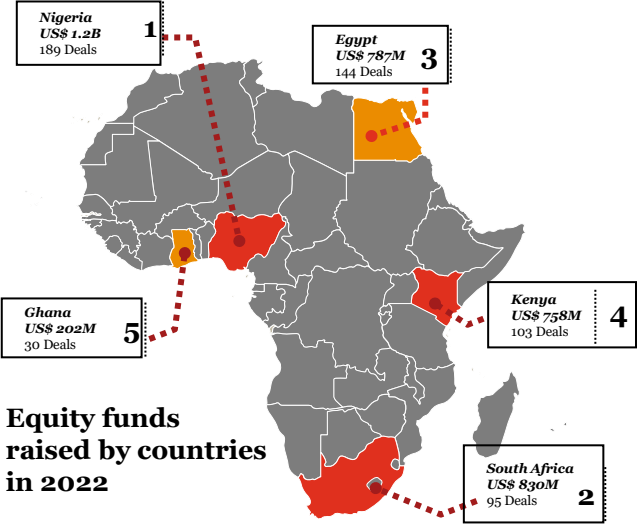 Nigeria
US$ 1.2B
189 Deals
1
Egypt
US$ 787M
144 Deals
3
Ghana
US$ 202M
30 Deals
5
Kenya
US$ 758M
103 Deals
4
Equity funds
raised by countries
in 2022
South Africa
US$ 830M
95 Deals
2